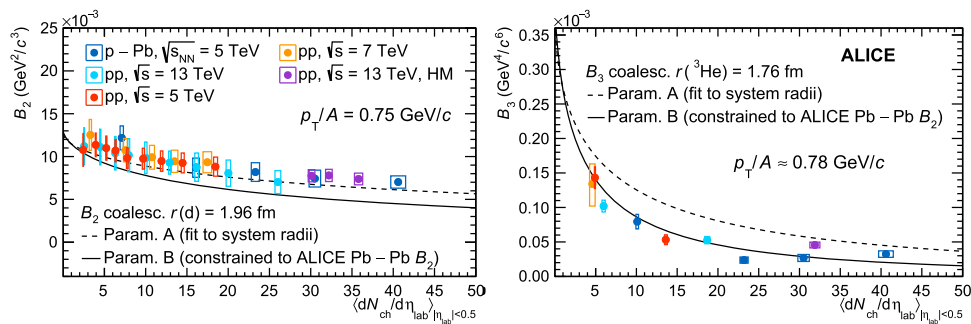 ×10⁻³
B₂ (GeV²/c³)
25
20
15
10
5
0
p – Pb, √sNN = 5 TeV
pp, √s = 7 TeV
pp, √s = 13 TeV
pp, √s = 13 TeV, HM
pp, √s = 5 TeV
pT/A = 0.75 GeV/c
B₂ coalesc. r(d) = 1.96 fm
Param. A (fit to system radii)
Param. B (constrained to ALICE Pb – Pb B₂)
5 10 15 20 25 30 35 40 45 50
⟨dNch/dηlab⟩|ηlab|<0.5
×10⁻³
B₃ (GeV⁴/c⁶)
0.35
0.30
0.25
0.20
0.15
0.10
0.05
0.00
ALICE
B₃ coalesc. r(³He) = 1.76 fm
Param. A (fit to system radii)
Param. B (constrained to ALICE Pb – Pb B₂)
pT/A ≈ 0.78 GeV/c
5 10 15 20 25 30 35 40 45 50
⟨dNch/dηlab⟩|ηlab|<0.5